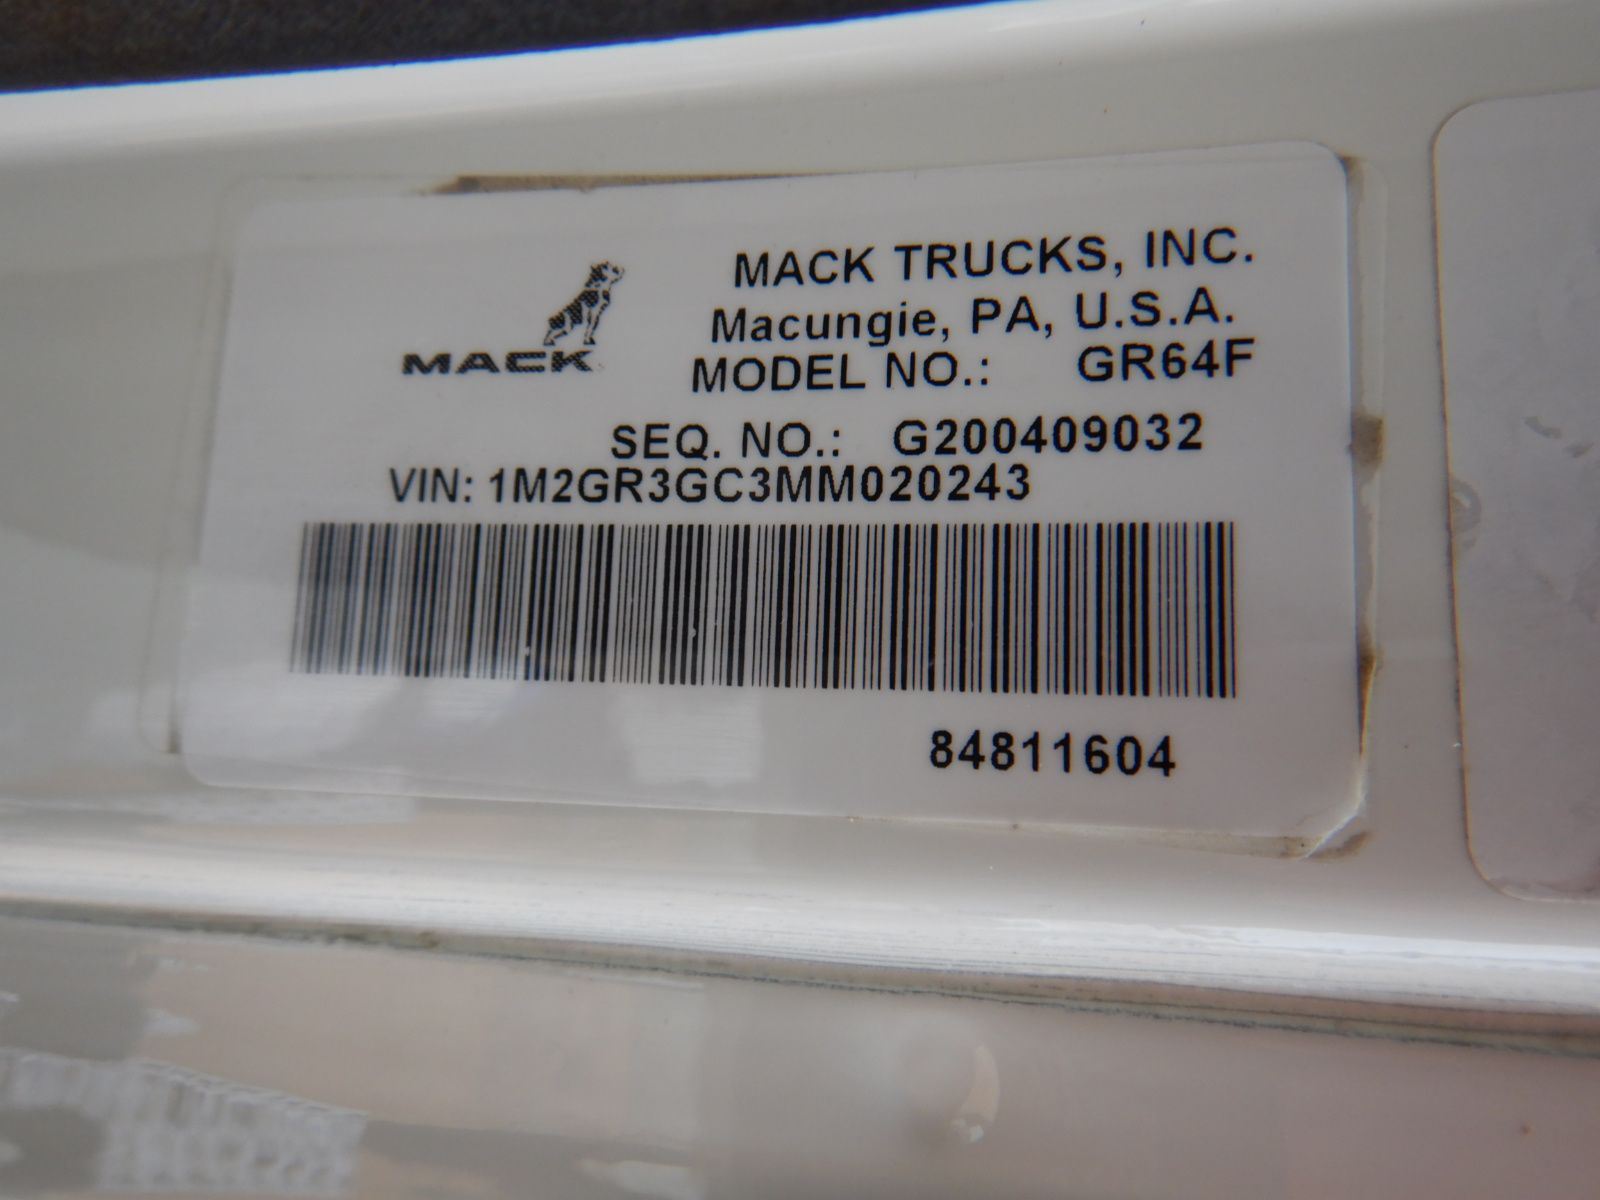 MACK TRUCKS, INC.
Macungie, PA, U.S.A.
MACK
MODEL NO.: GR64F
SEQ. NO.: G200409032
VIN: 1M2GR3GC3MM020243
84811604